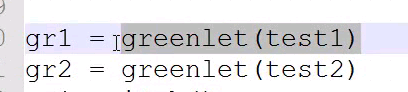 gr1 = greenlet(test1)
gr2 = greenlet(test2)